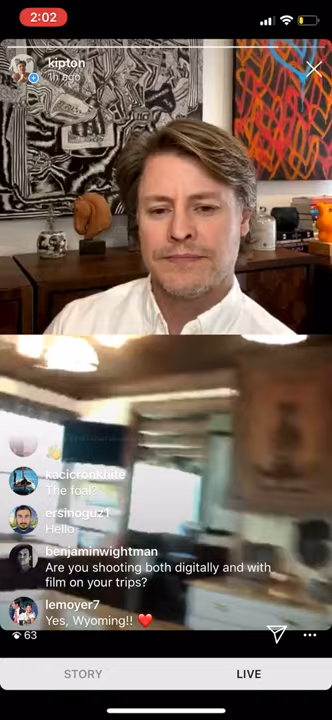 2:02
kipton
1h ago
kacicronkhite
The foal?
ersinoguz1
Hello
benjaminwightman
Are you shooting both digitally and with
film on your trips?
lemoyer7
Yes, Wyoming!! ❤️
63
STORY
LIVE